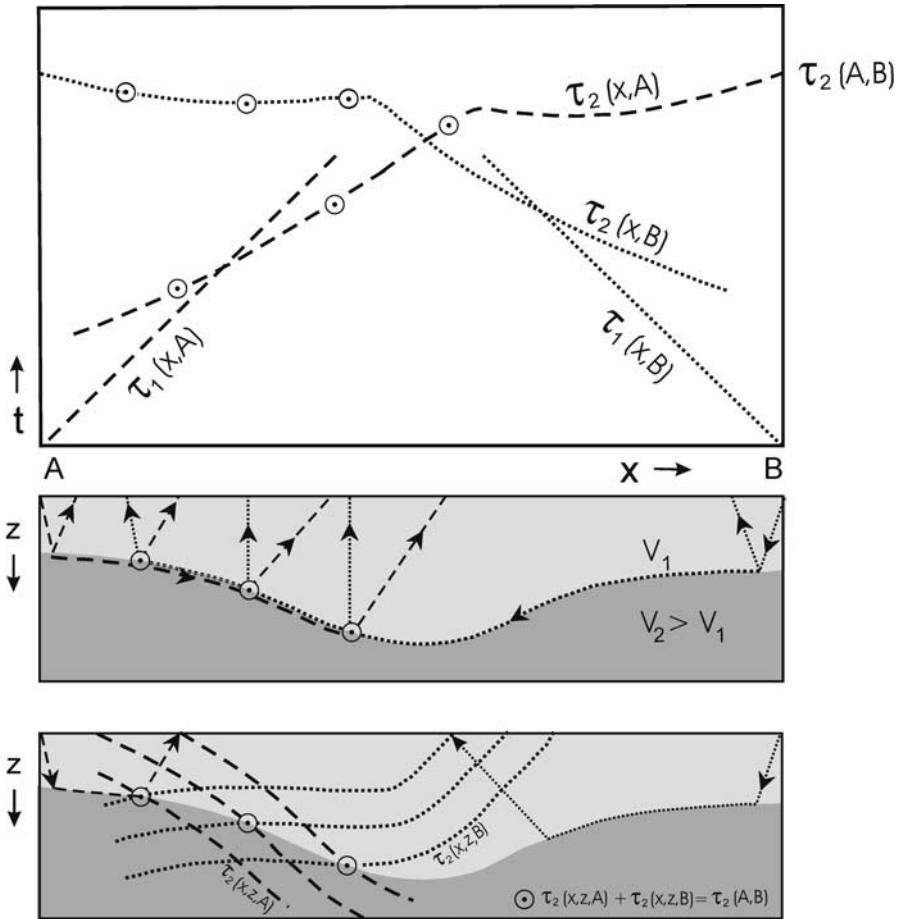 τ₂(A,B)
τ₂(x,A)
τ₂(x,B)
τ₁(x,A)
τ₁(x,B)
t
A
x
B
z
V₁
V₂ > V₁
z
τ₂(x,z,B)
τ₂(x,z,A)
τ₂(x,z,A) + τ₂(x,z,B) = τ₂(A,B)